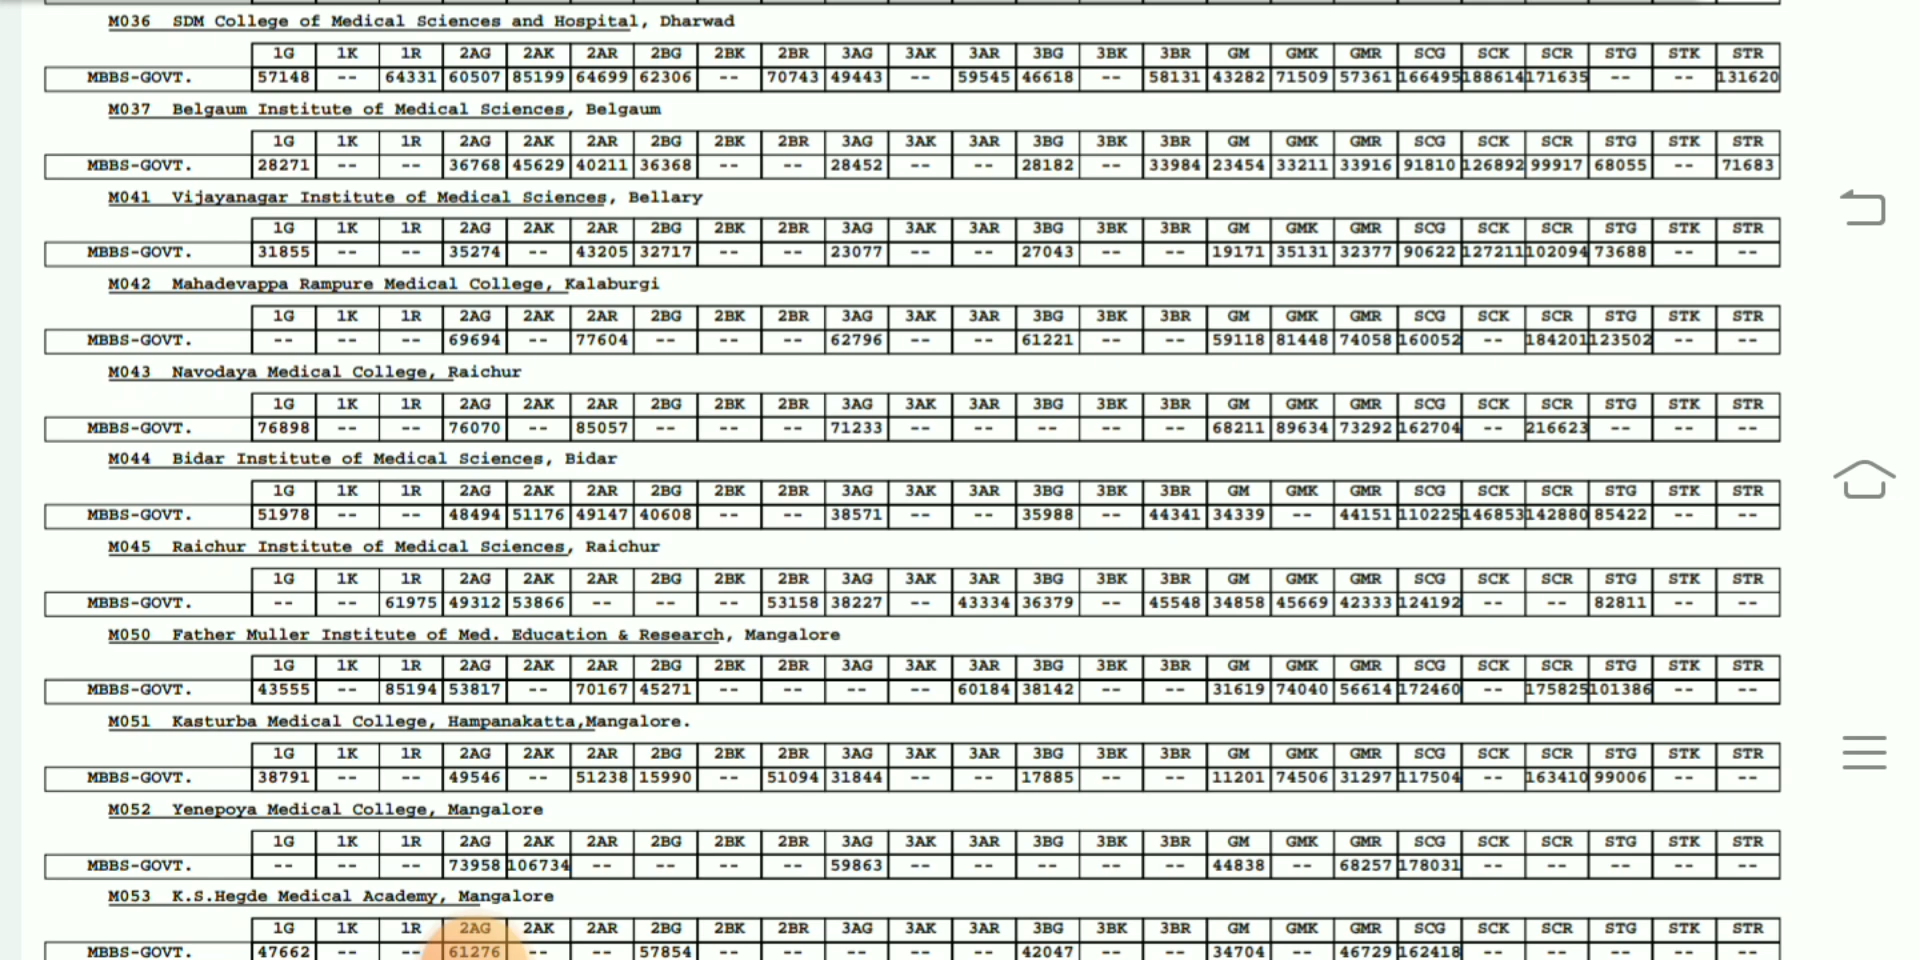 M036 SDM College of Medical Sciences and Hospital, Dharwad
1G 1K 1R 2AG 2AK 2AR 2BG 2BK 2BR 3AG 3AK 3AR 3BG 3BK 3BR GM GMK GMR SCG SCK SCR STG STK STR
MBBS-GOVT. 57148 -- 64331 60507 85199 64699 62306 -- 70743 49443 -- 59545 46618 -- 58131 43282 71509 57361 166495 188614 171635 -- -- 131620
M037 Belgaum Institute of Medical Sciences, Belgaum
1G 1K 1R 2AG 2AK 2AR 2BG 2BK 2BR 3AG 3AK 3AR 3BG 3BK 3BR GM GMK GMR SCG SCK SCR STG STK STR
MBBS-GOVT. 28271 -- -- 36768 45629 40211 36368 -- -- 28452 -- -- 28182 -- 33984 23454 33211 33916 91810 126892 99917 68055 -- 71683
M041 Vijayanagar Institute of Medical Sciences, Bellary
1G 1K 1R 2AG 2AK 2AR 2BG 2BK 2BR 3AG 3AK 3AR 3BG 3BK 3BR GM GMK GMR SCG SCK SCR STG STK STR
MBBS-GOVT. 31855 -- -- 35274 -- 43205 32717 -- -- 23077 -- -- 27043 -- -- 19171 35131 32377 90622 127211 102094 73688 -- --
M042 Mahadevappa Rampure Medical College, Kalaburgi
1G 1K 1R 2AG 2AK 2AR 2BG 2BK 2BR 3AG 3AK 3AR 3BG 3BK 3BR GM GMK GMR SCG SCK SCR STG STK STR
MBBS-GOVT. -- -- -- 69694 -- 77604 -- -- -- 62796 -- -- 61221 -- -- 59118 81448 74058 160052 -- 184201 123502 -- --
M043 Navodaya Medical College, Raichur
1G 1K 1R 2AG 2AK 2AR 2BG 2BK 2BR 3AG 3AK 3AR 3BG 3BK 3BR GM GMK GMR SCG SCK SCR STG STK STR
MBBS-GOVT. 76898 -- -- 76070 -- 85057 -- -- -- 71233 -- -- -- -- -- 68211 89634 73292 162704 -- 216623 -- -- --
M044 Bidar Institute of Medical Sciences, Bidar
1G 1K 1R 2AG 2AK 2AR 2BG 2BK 2BR 3AG 3AK 3AR 3BG 3BK 3BR GM GMK GMR SCG SCK SCR STG STK STR
MBBS-GOVT. 51978 -- -- 48494 51176 49147 40608 -- -- 38571 -- -- 35988 -- 44341 34339 -- 44151 110225 146853 142880 85422 -- --
M045 Raichur Institute of Medical Sciences, Raichur
1G 1K 1R 2AG 2AK 2AR 2BG 2BK 2BR 3AG 3AK 3AR 3BG 3BK 3BR GM GMK GMR SCG SCK SCR STG STK STR
MBBS-GOVT. -- -- 61975 49312 53866 -- -- -- 53158 38227 -- 43334 36379 -- 45548 34858 45669 42333 124192 -- -- 82811 -- --
M050 Father Muller Institute of Med. Education & Research, Mangalore
1G 1K 1R 2AG 2AK 2AR 2BG 2BK 2BR 3AG 3AK 3AR 3BG 3BK 3BR GM GMK GMR SCG SCK SCR STG STK STR
MBBS-GOVT. 43555 -- 85194 53817 -- 70167 45271 -- -- -- -- 60184 38142 -- -- 31619 74040 56614 172460 -- 175825 101386 -- --
M051 Kasturba Medical College, Hampanakatta,Mangalore.
1G 1K 1R 2AG 2AK 2AR 2BG 2BK 2BR 3AG 3AK 3AR 3BG 3BK 3BR GM GMK GMR SCG SCK SCR STG STK STR
MBBS-GOVT. 38791 -- -- 49546 -- 51238 15990 -- 51094 31844 -- -- 17885 -- -- 11201 74506 31297 117504 -- 163410 99006 -- --
M052 Yenepoya Medical College, Mangalore
1G 1K 1R 2AG 2AK 2AR 2BG 2BK 2BR 3AG 3AK 3AR 3BG 3BK 3BR GM GMK GMR SCG SCK SCR STG STK STR
MBBS-GOVT. -- -- -- 73958 106734 -- -- -- -- 59863 -- -- -- -- -- 44838 -- 68257 178031 -- -- -- -- --
M053 K.S.Hegde Medical Academy, Mangalore
1G 1K 1R 2AG 2AK 2AR 2BG 2BK 2BR 3AG 3AK 3AR 3BG 3BK 3BR GM GMK GMR SCG SCK SCR STG STK STR
MBBS-GOVT. 47662 -- -- 61276 -- -- 57854 -- -- -- -- -- 42047 -- -- 34704 -- 46729 162418 -- -- -- -- --